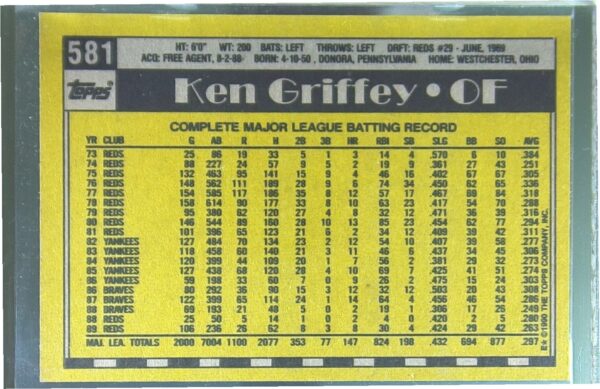 581
HT: 6'0" WT: 200 BATS: LEFT THROWS: LEFT DRFT: REDS #29 - JUNE, 1969
ACQ: FREE AGENT, 8-2-88 BORN: 4-10-50, DONORA, PENNSYLVANIA HOME: WESTCHESTER, OHIO
Topps
Ken Griffey • OF
COMPLETE MAJOR LEAGUE BATTING RECORD
YR CLUB G AB R H 2B 3B HR RBI SB SLG BB SO AVG
73 REDS 25 86 19 33 5 1 3 14 4 .570 6 10 .384
74 REDS 88 227 24 57 9 5 2 19 9 .361 27 43 .251
75 REDS 132 463 95 141 15 9 4 46 16 .402 67 67 .305
76 REDS 148 562 111 189 28 9 6 74 34 .450 62 65 .336
77 REDS 154 585 117 186 35 8 12 57 17 .467 69 84 .318
78 REDS 158 614 90 177 33 8 10 63 23 .417 54 70 .288
79 REDS 95 380 62 120 27 4 8 32 12 .471 36 39 .316
80 REDS 146 544 89 160 28 10 13 85 23 .454 62 77 .294
81 REDS 101 396 65 123 21 6 2 34 12 .409 39 42 .311
82 YANKEES 127 484 70 134 23 2 12 54 10 .407 39 58 .277
83 YANKEES 118 458 60 140 21 3 11 46 6 .437 34 45 .306
84 YANKEES 120 399 44 109 20 1 7 56 2 .381 29 32 .273
85 YANKEES 127 438 68 120 28 4 10 69 7 .425 41 51 .274
86 YANKEES 59 198 33 60 7 0 9 26 2 .475 15 24 .303
86 BRAVES 80 292 36 90 15 3 12 32 12 .503 20 43 .308
87 BRAVES 122 399 65 114 24 1 14 64 4 .456 46 54 .286
88 BRAVES 69 193 21 48 5 0 2 19 1 .306 17 26 .249
88 REDS 25 50 5 14 1 0 2 4 0 .420 2 5 .280
89 REDS 106 236 26 62 8 3 8 30 4 .424 29 42 .263
MAJ. LEA. TOTALS 2000 7004 1100 2077 353 77 147 824 198 .432 694 877 .297
© 1990 THE TOPPS COMPANY, INC.